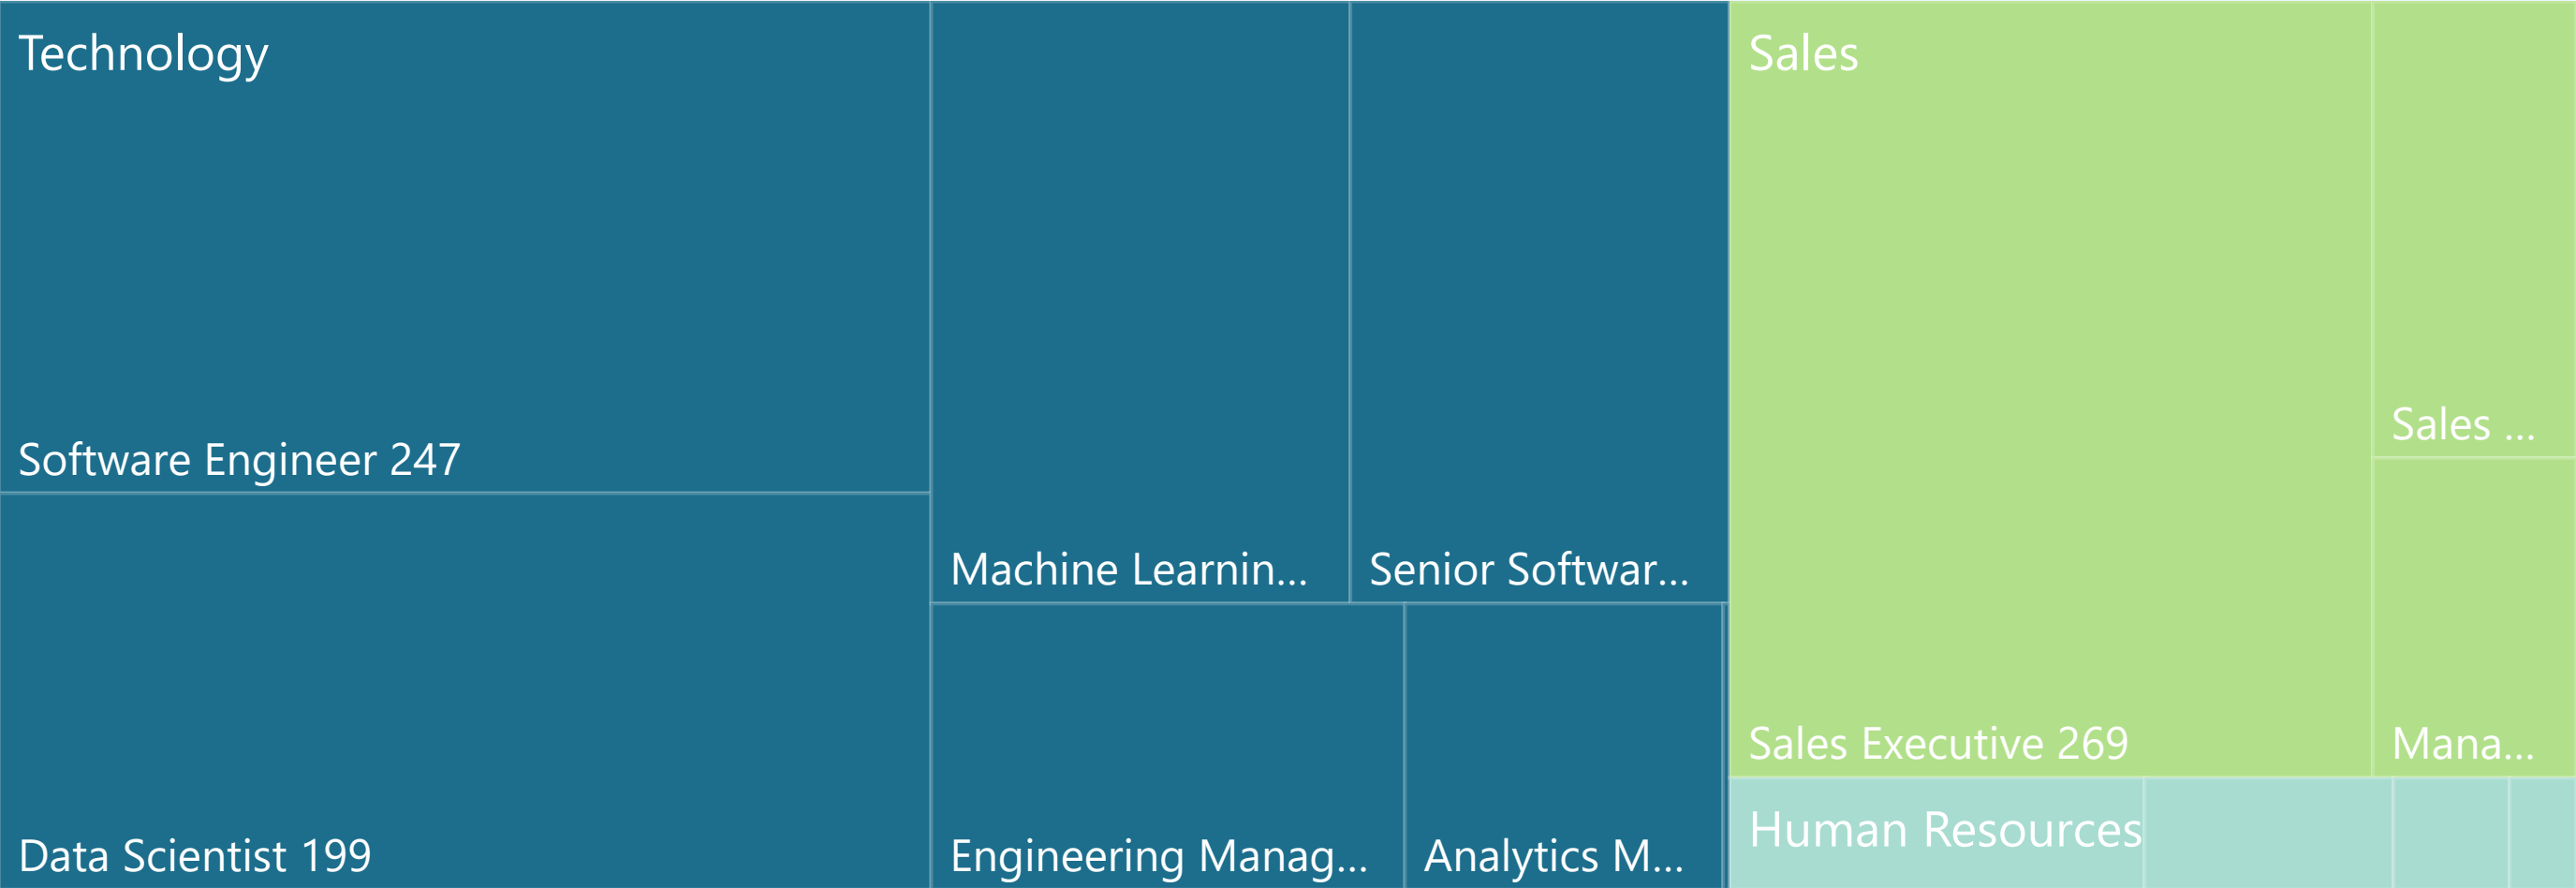 Technology
Software Engineer 247
Data Scientist 199
Machine Learnin...
Senior Softwar...
Engineering Manag...
Analytics M...
Sales
Sales Executive 269
Sales ...
Mana...
Human Resources